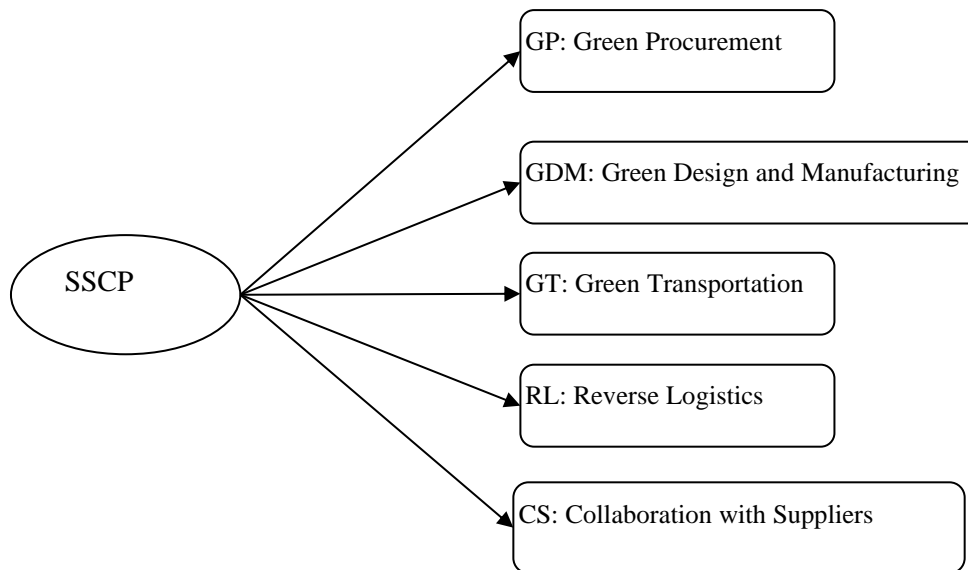 GP: Green Procurement
GDM: Green Design and Manufacturing
SSCP
GT: Green Transportation
RL: Reverse Logistics
CS: Collaboration with Suppliers